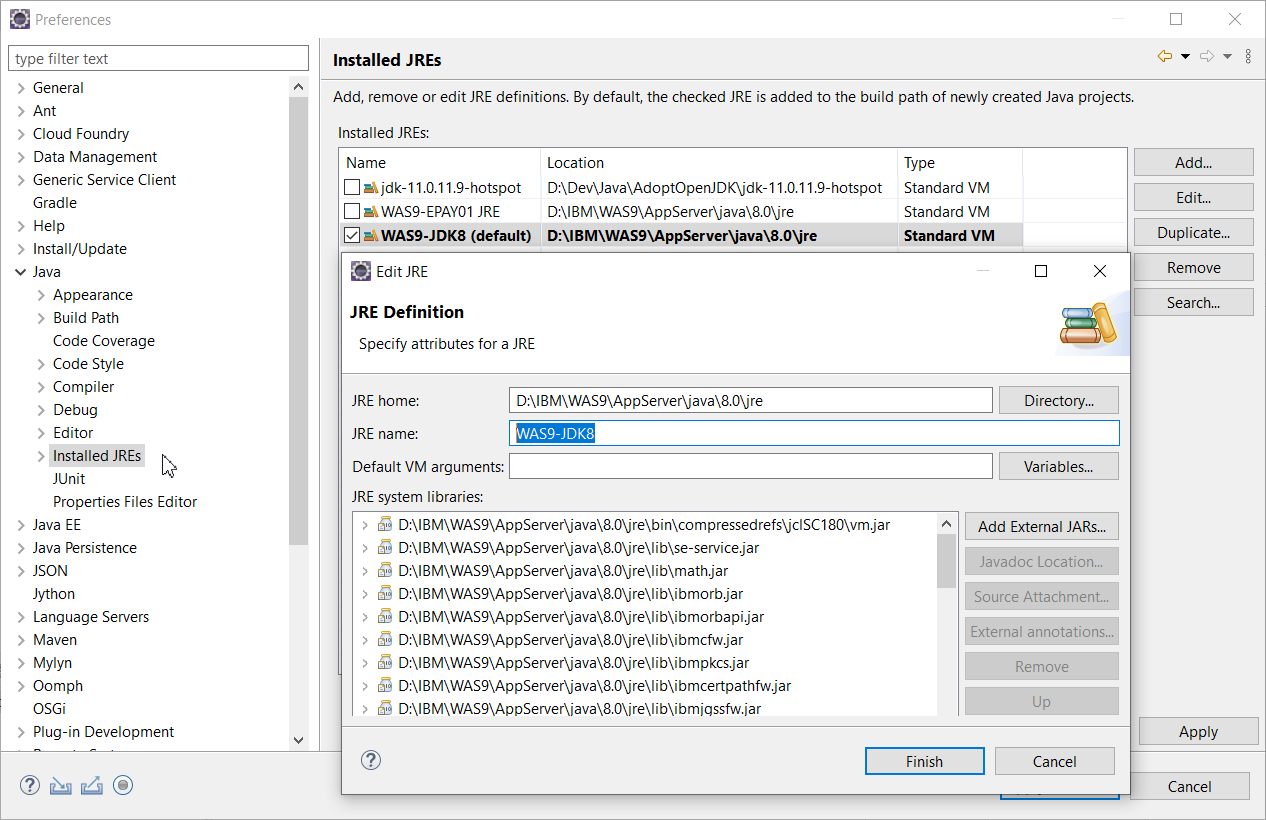 Preferences
type filter text
General
Ant
Cloud Foundry
Data Management
Generic Service Client
Gradle
Help
Install/Update
Java
Appearance
Build Path
Code Coverage
Code Style
Compiler
Debug
Editor
Installed JREs
JUnit
Properties Files Editor
Java EE
Java Persistence
JSON
Jython
Language Servers
Maven
Mylyn
Oomph
OSGi
Plug-in Development
Installed JREs
Add, remove or edit JRE definitions. By default, the checked JRE is added to the build path of newly created Java projects.
Installed JREs:
Name Location Type
jdk-11.0.11.9-hotspot D:\Dev\Java\AdoptOpenJDK\jdk-11.0.11.9-hotspot Standard VM
WAS9-EPAY01 JRE D:\IBM\WAS9\AppServer\java\8.0\jre Standard VM
WAS9-JDK8 (default) D:\IBM\WAS9\AppServer\java\8.0\jre Standard VM
Add...
Edit...
Duplicate...
Remove
Search...
Edit JRE
JRE Definition
Specify attributes for a JRE
JRE home: D:\IBM\WAS9\AppServer\java\8.0\jre Directory...
JRE name: WAS9-JDK8
Default VM arguments: Variables...
JRE system libraries:
D:\IBM\WAS9\AppServer\java\8.0\jre\bin\compressedrefs\jclSC180\vm.jar
D:\IBM\WAS9\AppServer\java\8.0\jre\lib\se-service.jar
D:\IBM\WAS9\AppServer\java\8.0\jre\lib\math.jar
D:\IBM\WAS9\AppServer\java\8.0\jre\lib\ibmorb.jar
D:\IBM\WAS9\AppServer\java\8.0\jre\lib\ibmorbapi.jar
D:\IBM\WAS9\AppServer\java\8.0\jre\lib\ibmcfw.jar
D:\IBM\WAS9\AppServer\java\8.0\jre\lib\ibmpkcs.jar
D:\IBM\WAS9\AppServer\java\8.0\jre\lib\ibmcertpathfw.jar
D:\IBM\WAS9\AppServer\java\8.0\jre\lib\ibmjgssfw.jar
Add External JARs...
Javadoc Location...
Source Attachment...
External annotations...
Remove
Up
Finish
Cancel
Apply
Cancel